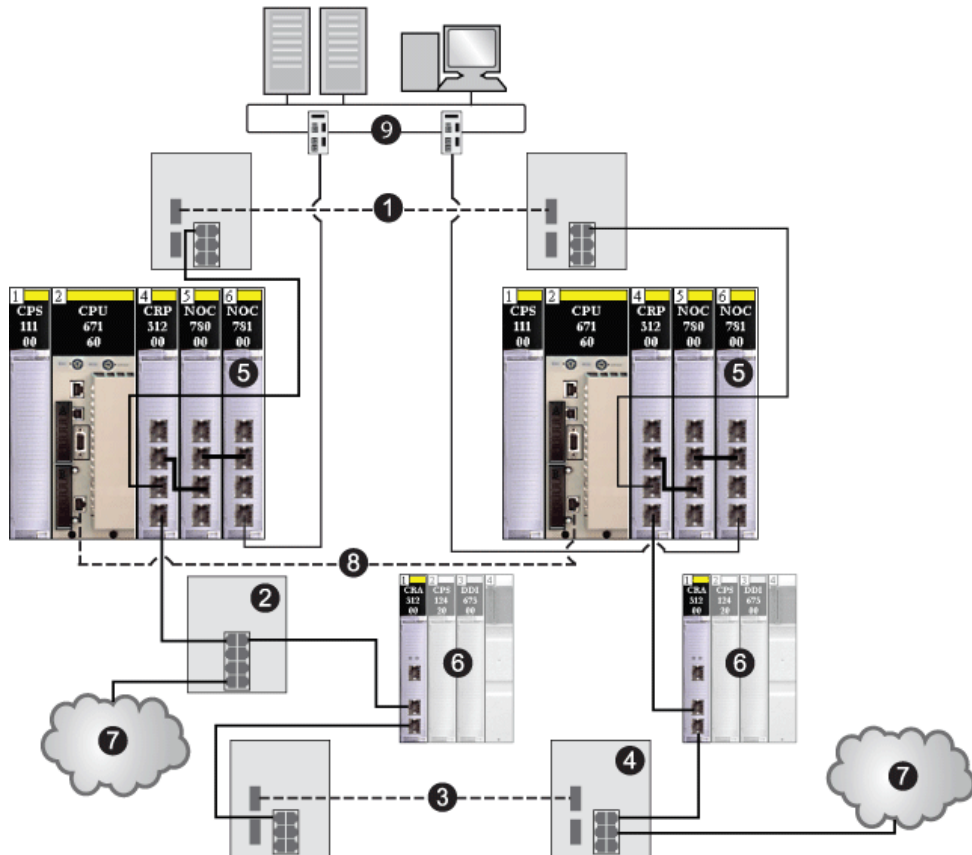 9
1
1 2 4 5 6
CPS CPU CRP NOC NOC
111 671 312 780 781
00 60 00 00 00
5
1 2 4 5 6
CPS CPU CRP NOC NOC
111 671 312 780 781
00 60 00 00 00
5
8
2
1 2 3 4
CRA CPS DDI
312 124 673
00 20 00
6
1 2 3 4
CRA CPS DDI
312 124 673
00 20 00
6
7
4
7
3